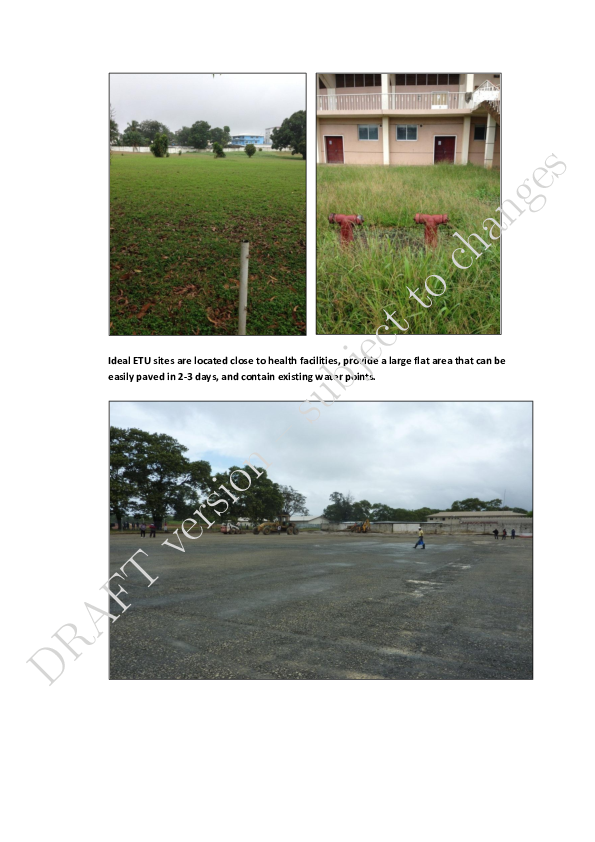 Ideal ETU sites are located close to health facilities, provide a large flat area that can be
easily paved in 2-3 days, and contain existing water points.
DRAFT version subject to changes